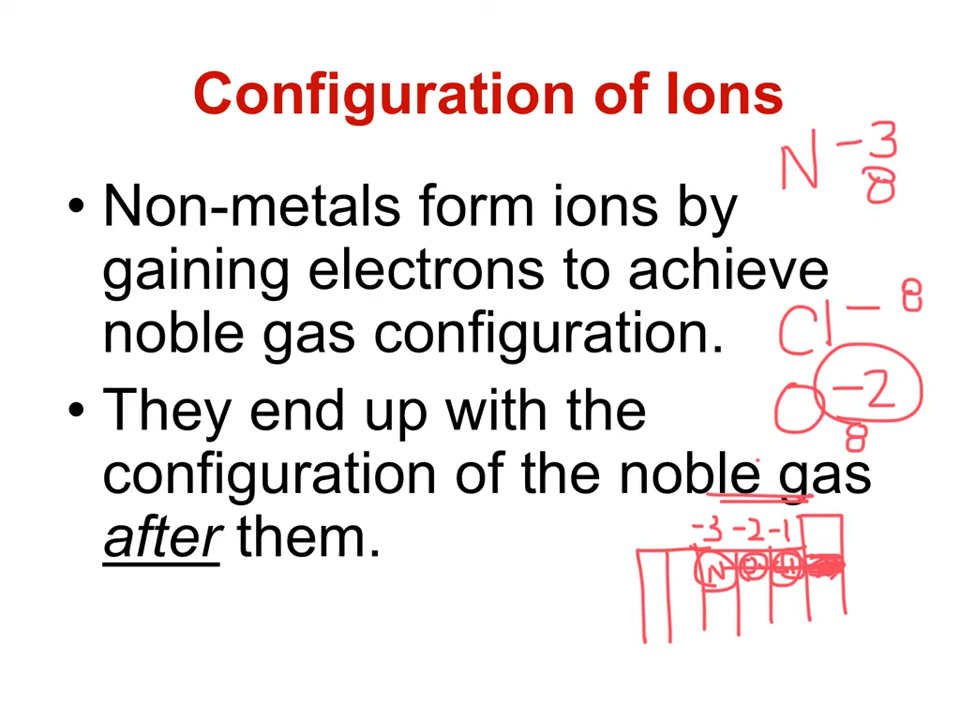 Configuration of Ions
N -3
8
• Non-metals form ions by
gaining electrons to achieve
noble gas configuration.
Cl - 8
O -2
8
• They end up with the
configuration of the noble gas
after them.
-3 -2 -1
N O